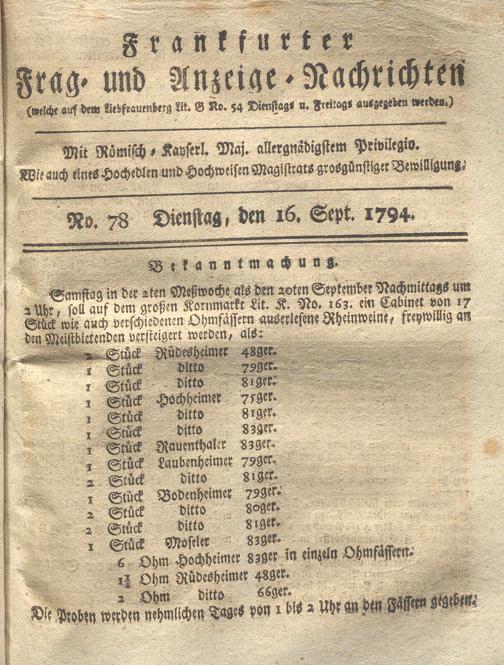 Frankfurter
Frag- und Anzeige-Nachrichten
(welche auf dem Liebfrauenberg Lit. G No. 54 Dienstags u. Freitags ausgegeben werden.)
Mit Römisch-Kayserl. Maj. allergnädigstem Privilegio.
Wie auch eines Hochedlen und Hochweisen Magistrats grosgünstiger Bewilligung.
No. 78 Dienstag, den 16. Sept. 1794.
Bekanntmachung.
Samstag in der 2ten Meßwoche als den 20ten September Nachmittags um
2 Uhr, soll auf dem großen Kornmarkt Lit. K. No. 163. ein Cabinet von 17
Stück wie auch verschiedenen Ohmfässern auserlesene Rheinweine, freywillig an
den Meistbietenden versteigert werden, als:
2 Stück Rüdesheimer 48ger.
1 Stück ditto 79ger.
1 Stück ditto 81ger.
1 Stück Hochheimer 75ger.
1 Stück ditto 81ger.
1 Stück ditto 83ger.
1 Stück Rauenthaler 83ger.
1 Stück Laubenheimer 79ger.
2 Stück ditto 81ger.
1 Stück Bodenheimer 79ger.
2 Stück ditto 80ger.
2 Stück ditto 81ger.
1 Stück Mosler 83ger.
6 Ohm Hochheimer 83ger in einzeln Ohmfässern.
1½ Ohm Rüdesheimer 48ger.
2 Ohm ditto 66ger.
Die Proben werden nehmlichen Tages von 1 bis 2 Uhr an den Fässern gegeben.